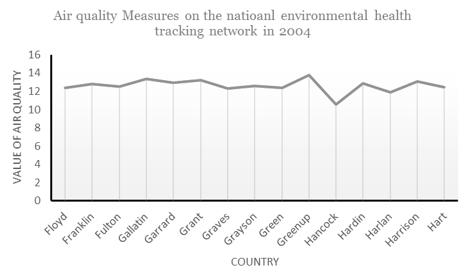 Air quality Measures on the natioanl environmental health
tracking network in 2004
VALUE OF AIR QUALITY
16
14
12
10
8
6
4
2
0
Floyd
Franklin
Fulton
Gallatin
Garrard
Grant
Graves
Grayson
Green
Greenup
Hancock
Hardin
Harlan
Harrison
Hart
COUNTRY